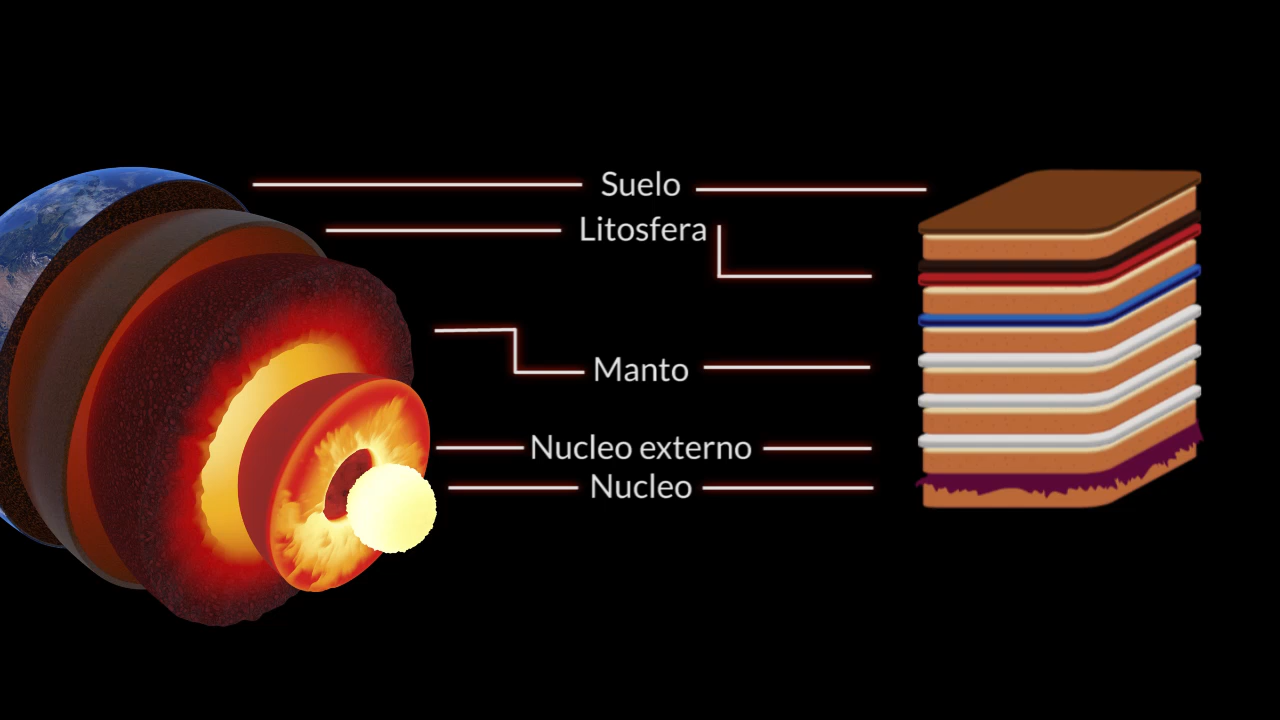 Suelo
Litosfera
Manto
Nucleo externo
Nucleo